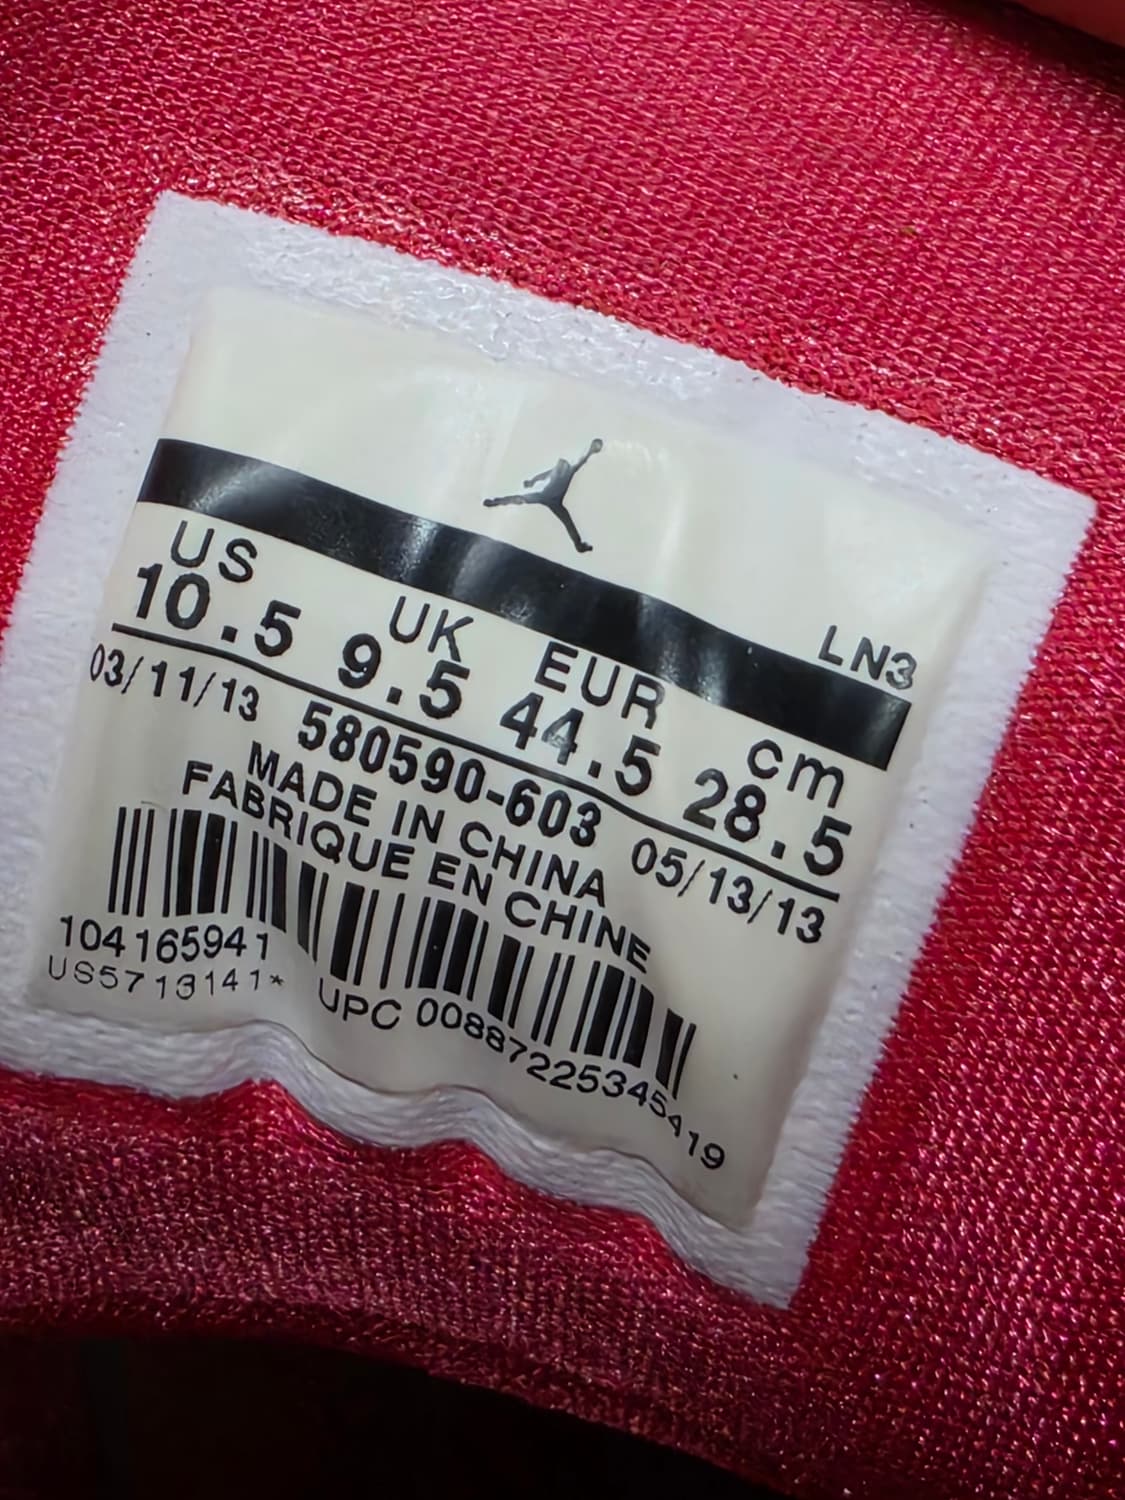 LN3
US UK EUR cm
10.5 9.5 44.5 28.5
03/11/13 580590-603 05/13/13
MADE IN CHINA
FABRIQUE EN CHINE
104165941
US5713141* UPC 00887225345419